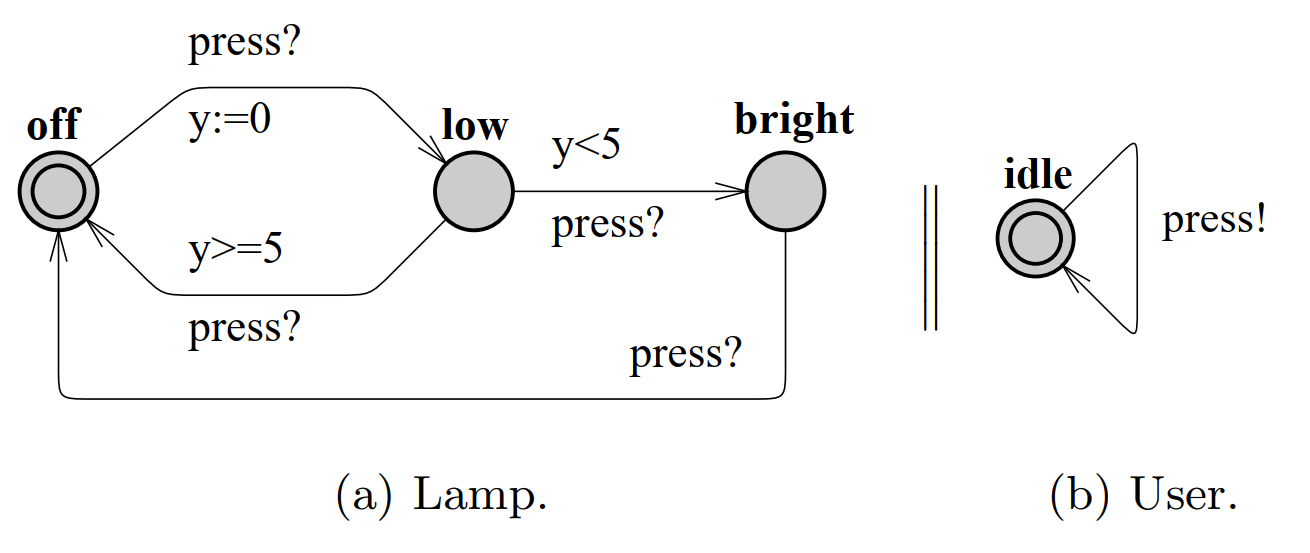 press?
y:=0
off
low
bright
y<5
press?
y>=5
press?
press?
idle
press!
(a) Lamp.
(b) User.